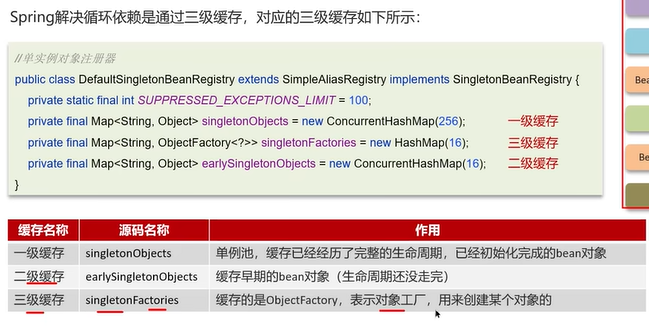 Spring解决循环依赖是通过三级缓存，对应的三级缓存如下所示：
//单实例对象注册器
public class DefaultSingletonBeanRegistry extends SimpleAliasRegistry implements SingletonBeanRegistry {
private static final int SUPPRESSED_EXCEPTIONS_LIMIT = 100;
private final Map<String, Object> singletonObjects = new ConcurrentHashMap(256); 一级缓存
private final Map<String, ObjectFactory<?>> singletonFactories = new HashMap(16); 三级缓存
private final Map<String, Object> earlySingletonObjects = new ConcurrentHashMap(16); 二级缓存
}
缓存名称 源码名称 作用
一级缓存 singletonObjects 单例池，缓存已经经历了完整的生命周期，已经初始化完成的bean对象
二级缓存 earlySingletonObjects 缓存早期的bean对象（生命周期还没走完）
三级缓存 singletonFactories 缓存的是ObjectFactory，表示对象工厂，用来创建某个对象的